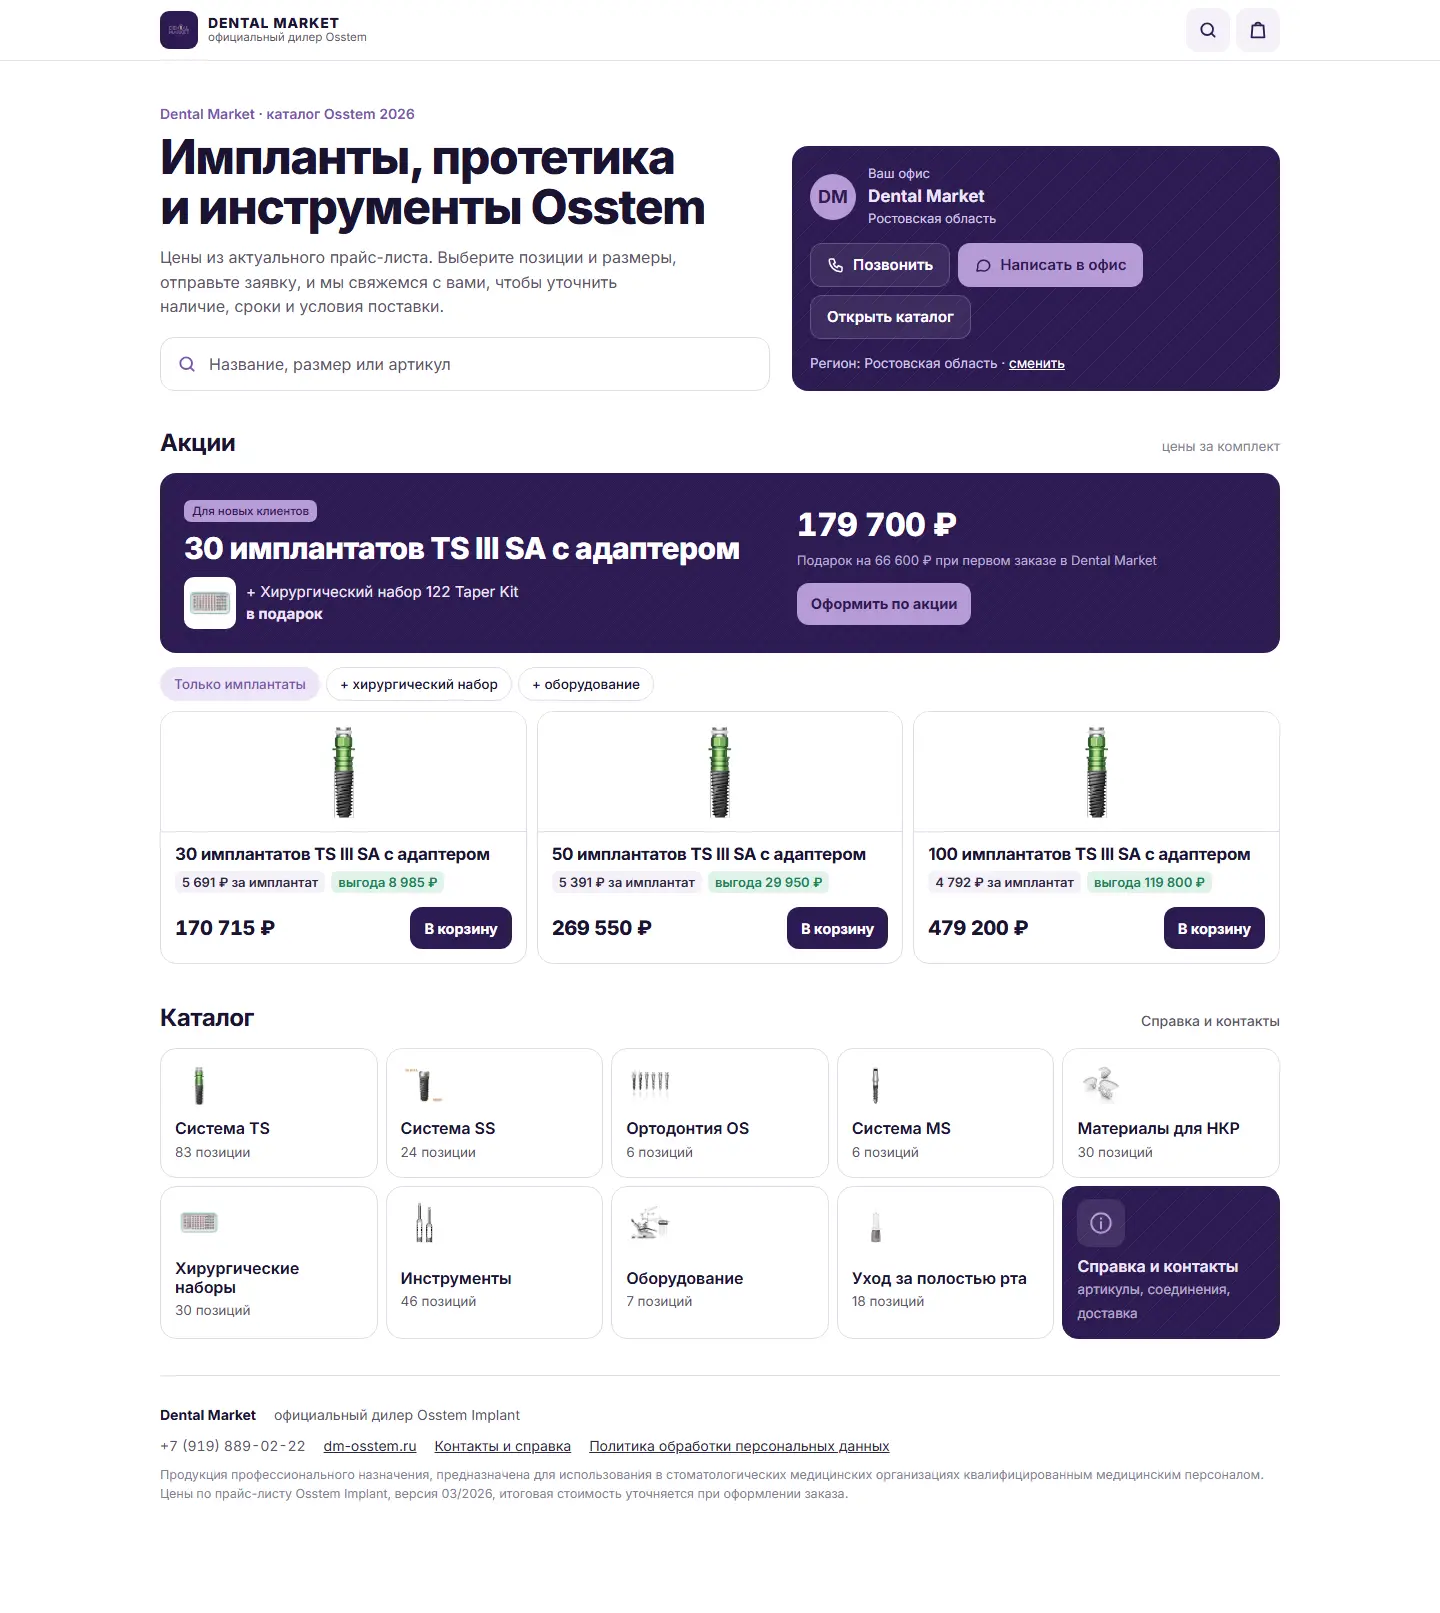 DENTAL MARKET
официальный дилер Osstem
Dental Market · каталог Osstem 2026
Импланты, протетика
и инструменты Osstem
Цены из актуального прайс-листа. Выберите позиции и размеры,
отправьте заявку, и мы свяжемся с вами, чтобы уточнить
наличие, сроки и условия поставки.
Название, размер или артикул
DM
Ваш офис
Dental Market
Ростовская область
Позвонить
Написать в офис
Открыть каталог
Регион: Ростовская область · сменить
Акции
цены за комплект
Для новых клиентов
30 имплантатов TS III SA с адаптером
+ Хирургический набор 122 Taper Kit
в подарок
179 700 ₽
Подарок на 66 600 ₽ при первом заказе в Dental Market
Оформить по акции
Только имплантаты
+ хирургический набор
+ оборудование
30 имплантатов TS III SA с адаптером
5 691 ₽ за имплантат
выгода 8 985 ₽
170 715 ₽
В корзину
50 имплантатов TS III SA с адаптером
5 391 ₽ за имплантат
выгода 29 950 ₽
269 550 ₽
В корзину
100 имплантатов TS III SA с адаптером
4 792 ₽ за имплантат
выгода 119 800 ₽
479 200 ₽
В корзину
Каталог
Справка и контакты
Система TS
83 позиции
Система SS
24 позиции
Ортодонтия OS
6 позиций
Система MS
6 позиций
Материалы для НКР
30 позиций
Хирургические
наборы
30 позиций
Инструменты
46 позиций
Оборудование
7 позиций
Уход за полостью рта
18 позиций
Справка и контакты
артикулы, соединения,
доставка
Dental Market официальный дилер Osstem Implant
+7 (919) 889-02-22 dm-osstem.ru Контакты и справка Политика обработки персональных данных
Продукция профессионального назначения, предназначена для использования в стоматологических медицинских организациях квалифицированным медицинским персоналом.
Цены по прайс-листу Osstem Implant, версия 03/2026, итоговая стоимость уточняется при оформлении заказа.